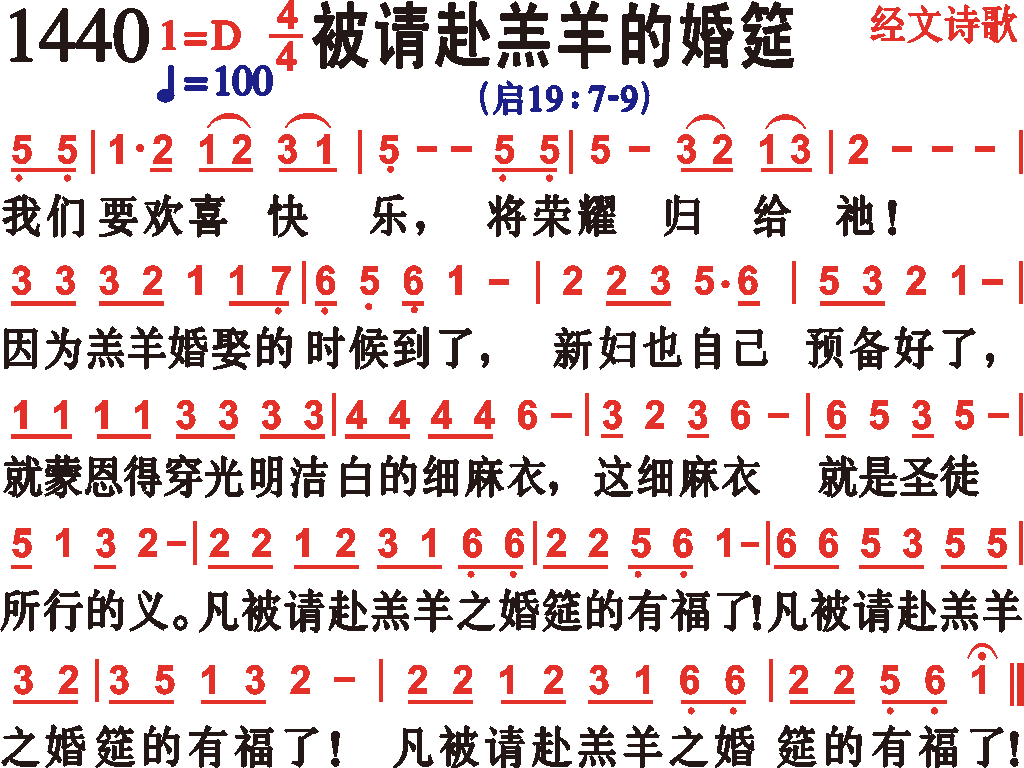 1440 1=D 4/4 被请赴羔羊的婚筵 经文诗歌
♩=100 (启19:7-9)
5 5 | 1· 2 1 2 3 1 | 5 - - 5 5 | 5 - 3 2 1 3 | 2 - - - |
我们要欢喜 快 乐， 将荣耀 归 给 祂！
3 3 3 2 1 1 7 | 6 5 6 1 - | 2 2 3 5· 6 | 5 3 2 1 - |
因为羔羊婚娶的时候到了， 新妇也自己 预备好了，
1 1 1 1 3 3 3 3 | 4 4 4 4 6 - | 3 2 3 6 - | 6 5 3 5 - |
就蒙恩得穿光明洁白的细麻衣，这细麻衣 就是圣徒
5 1 3 2 - | 2 2 1 2 3 1 6 6 | 2 2 5 6 1 - | 6 6 5 3 5 5 |
所行的义。凡被请赴羔羊之婚筵的有福了!凡被请赴羔羊
3 2 | 3 5 1 3 2 - | 2 2 1 2 3 1 6 6 | 2 2 5 6 1 ‖
之婚 筵的有福了！ 凡被请赴羔羊之婚 筵的有福了!